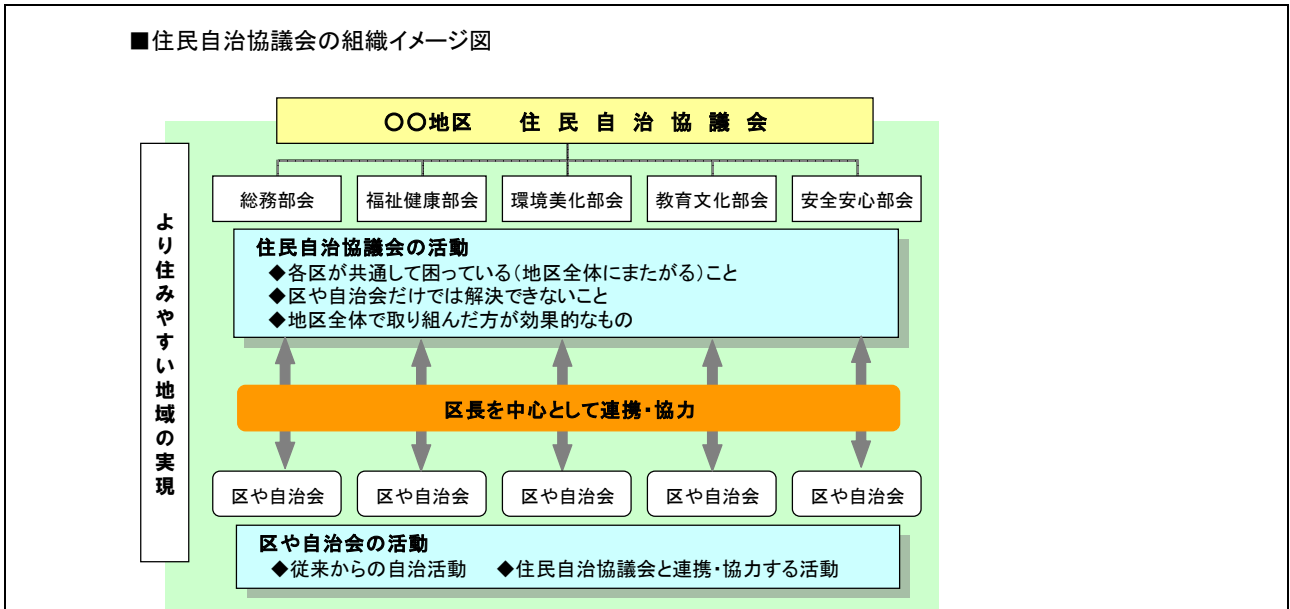 ■住民自治協議会の組織イメージ図
〇〇地区　住 民 自 治 協 議 会
より住みやすい地域の実現
総務部会
福祉健康部会
環境美化部会
教育文化部会
安全安心部会
住民自治協議会の活動
◆各区が共通して困っている（地区全体にまたがる）こと
◆区や自治会だけでは解決できないこと
◆地区全体で取り組んだ方が効果的なもの
区長を中心として連携・協力
区や自治会
区や自治会
区や自治会
区や自治会
区や自治会
区や自治会の活動
◆従来からの自治活動　◆住民自治協議会と連携・協力する活動